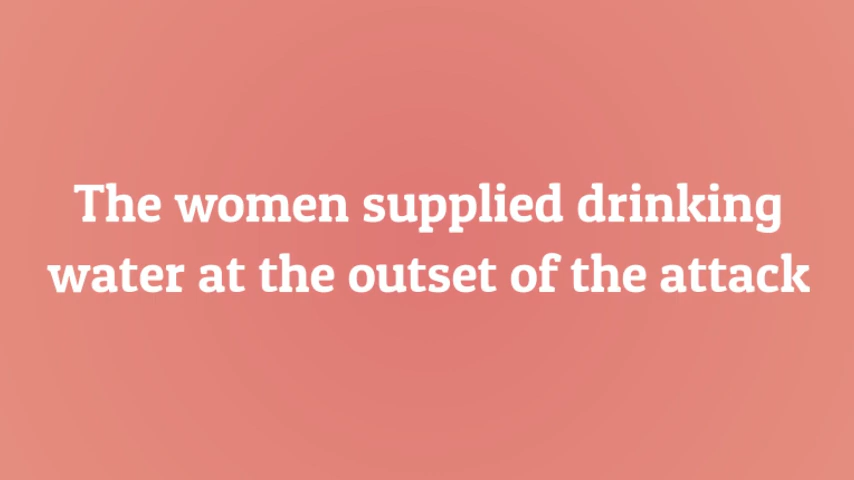 The women supplied drinking
water at the outset of the attack